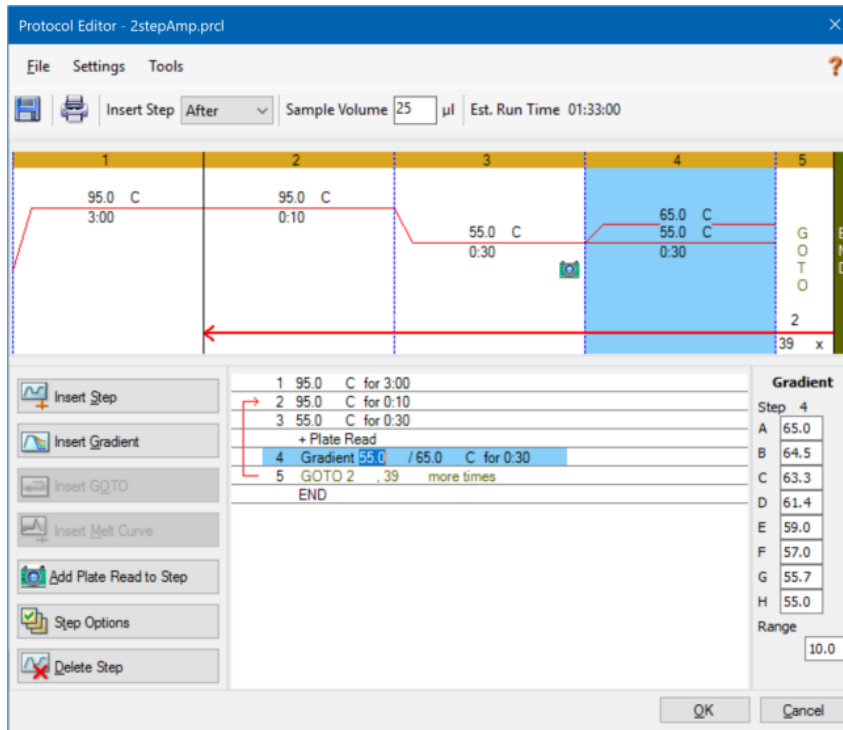 Protocol Editor - 2stepAmp.prcl
File Settings Tools ?
Insert Step After Sample Volume 25 µl Est. Run Time 01:33:00
1 2 3 4 5
95.0 C 95.0 C
3:00 0:10
65.0 C
55.0 C 55.0 C
0:30 0:30
GOTO
2
39 x
Insert Step
Insert Gradient
Insert GOTO
Insert Melt Curve
Add Plate Read to Step
Step Options
Delete Step
1 95.0 C for 3:00
2 95.0 C for 0:10
3 55.0 C for 0:30
+ Plate Read
4 Gradient 55.0 / 65.0 C for 0:30
5 GOTO 2 , 39 more times
END
Gradient
Step 4
A 65.0
B 64.5
C 63.3
D 61.4
E 59.0
F 57.0
G 55.7
H 55.0
Range
10.0
OK Cancel